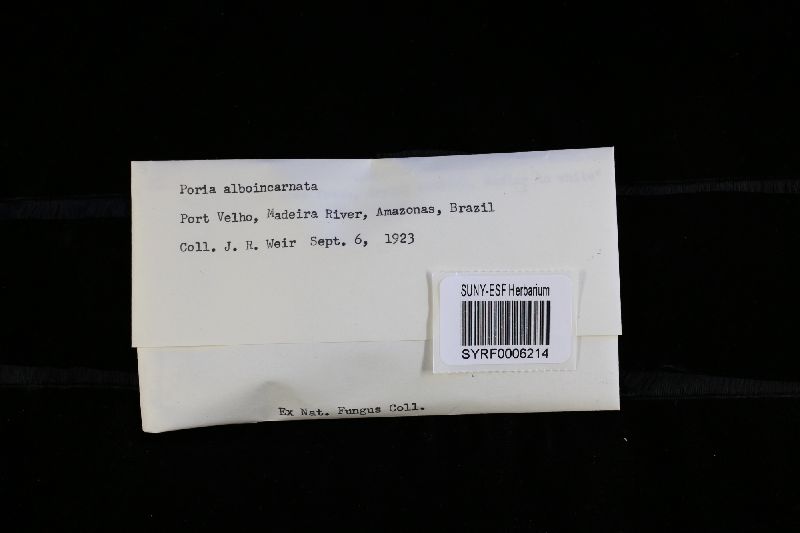 Poria alboincarnata
Port Velho, Madeira River, Amazonas, Brazil
Coll. J. R. Weir Sept. 6, 1923
SUNY-ESF Herbarium
SYRF0006214
Ex Nat. Fungus Coll.